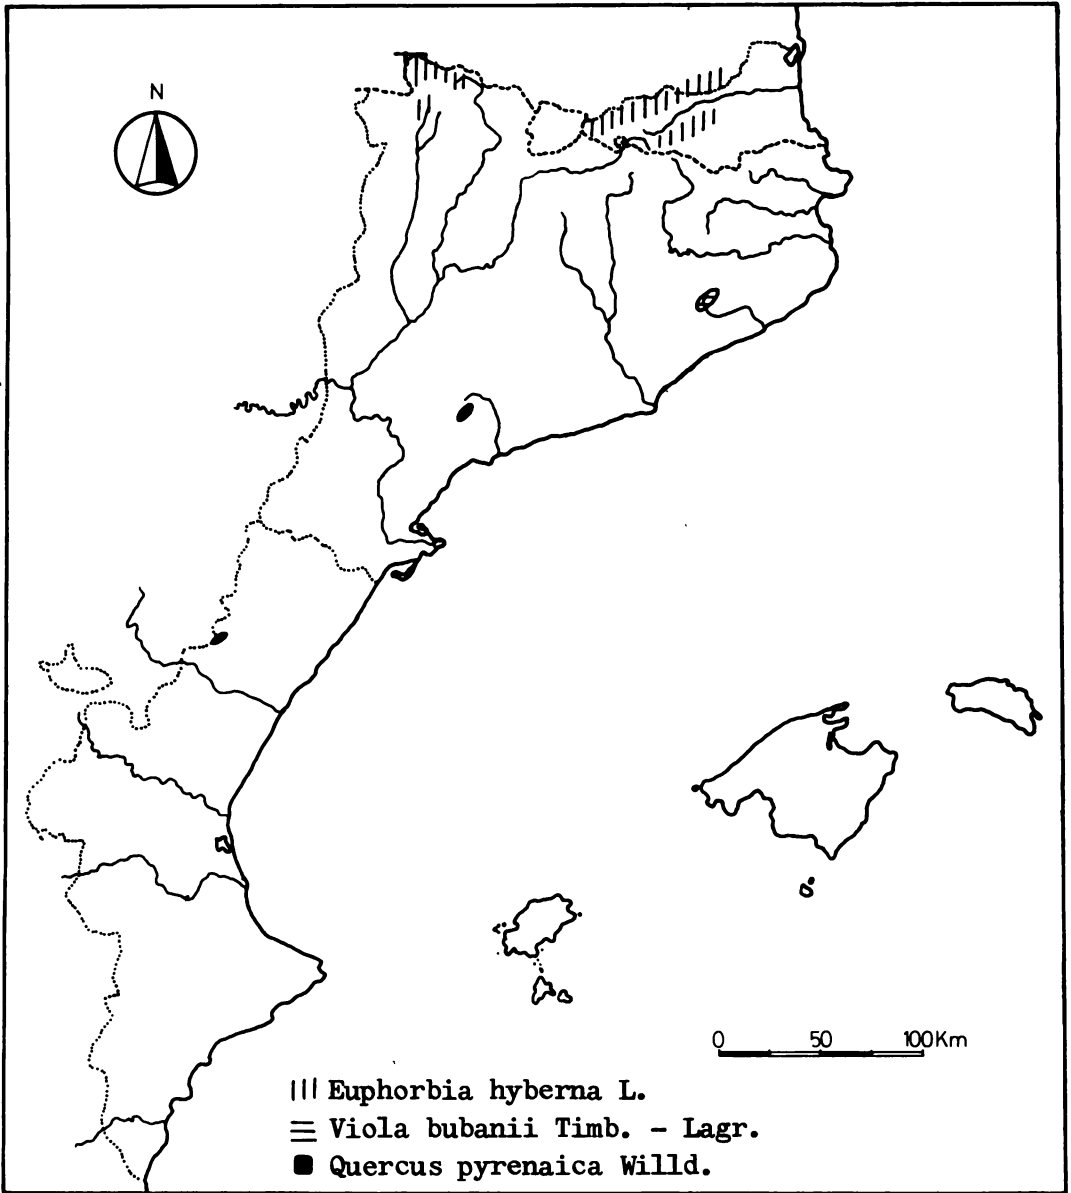 N
0 50 100Km
Euphorbia hyberna L.
Viola bubanii Timb. - Lagr.
Quercus pyrenaica Willd.